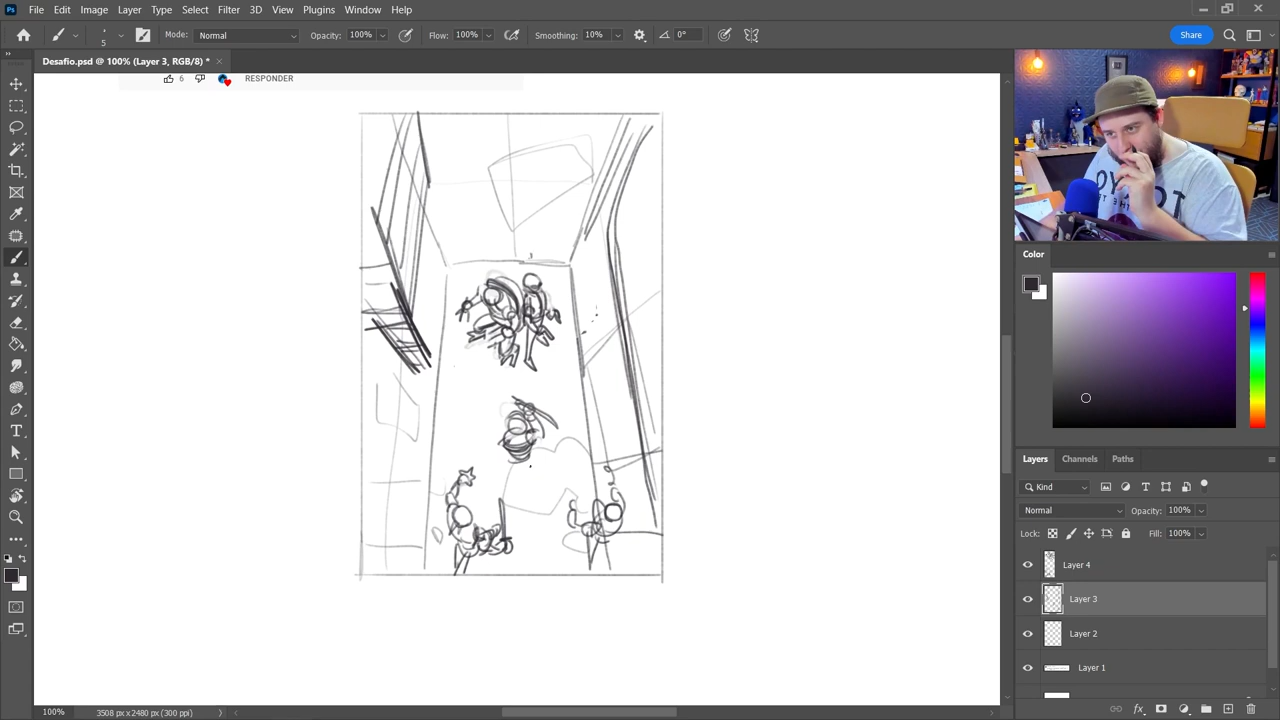 Ps File Edit Image Layer Type Select Filter 3D View Plugins Window Help
5 Mode: Normal Opacity: 100% Flow: 100% Smoothing: 10% 0° Share
Desafio.psd @ 100% (Layer 3, RGB/8) *
6 RESPONDER
Color
Layers Channels Paths
Kind
Normal Opacity: 100%
Lock: Fill: 100%
Layer 4
Layer 3
Layer 2
Layer 1
100% 3508 px x 2480 px (300 ppi)